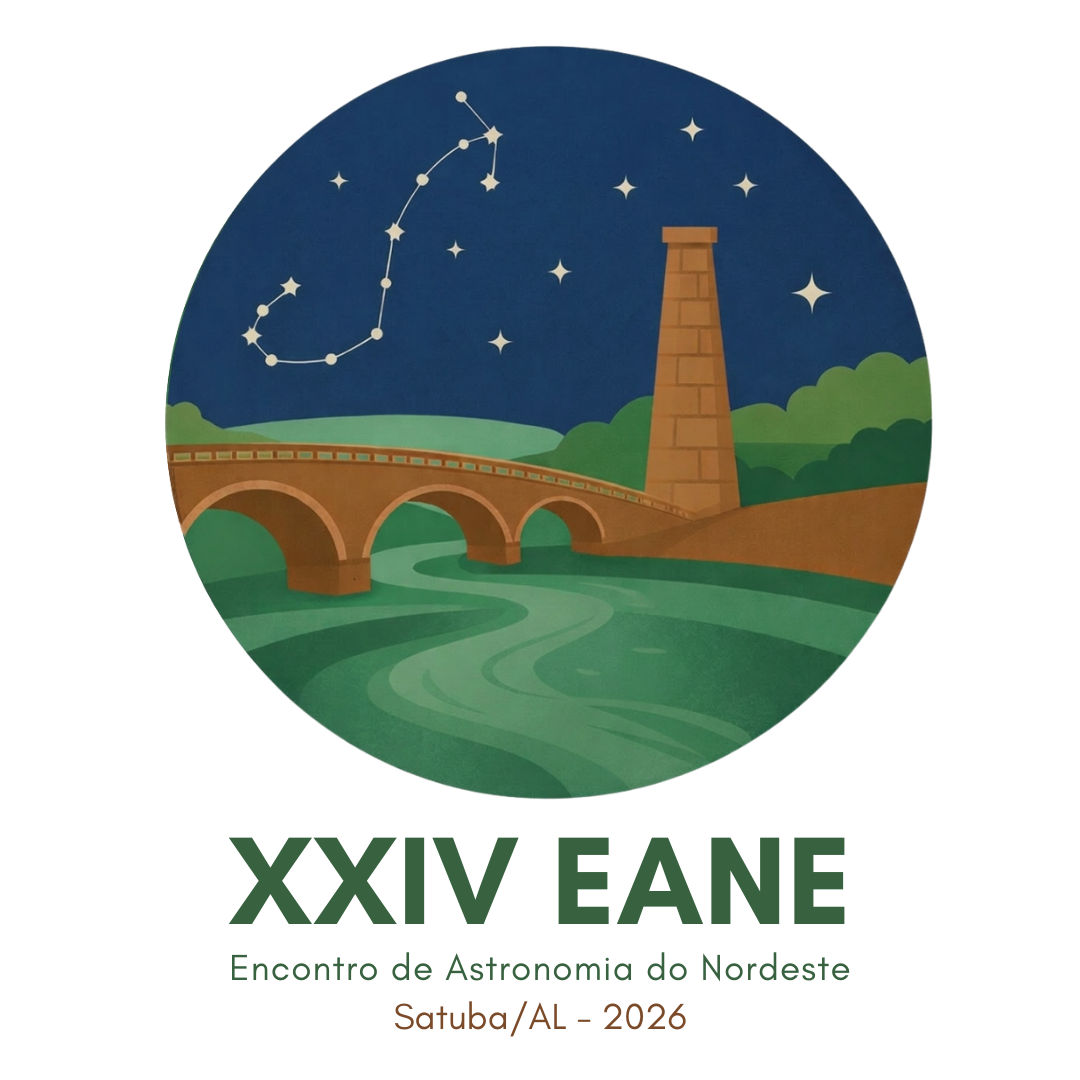 XXIV EANE
Encontro de Astronomia do Nordeste
Satuba/AL - 2026